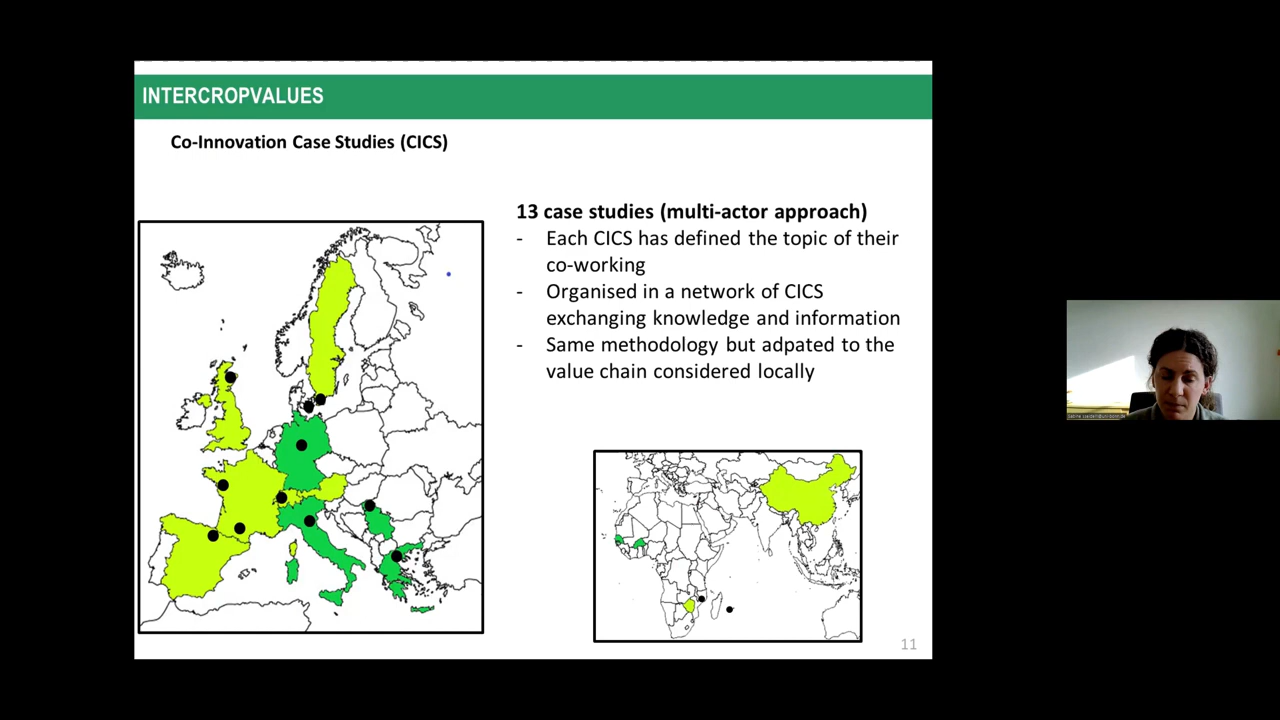 INTERCROPVALUES
Co-Innovation Case Studies (CICS)
13 case studies (multi-actor approach)
- Each CICS has defined the topic of their
co-working
- Organised in a network of CICS
exchanging knowledge and information
- Same methodology but adpated to the
value chain considered locally
11